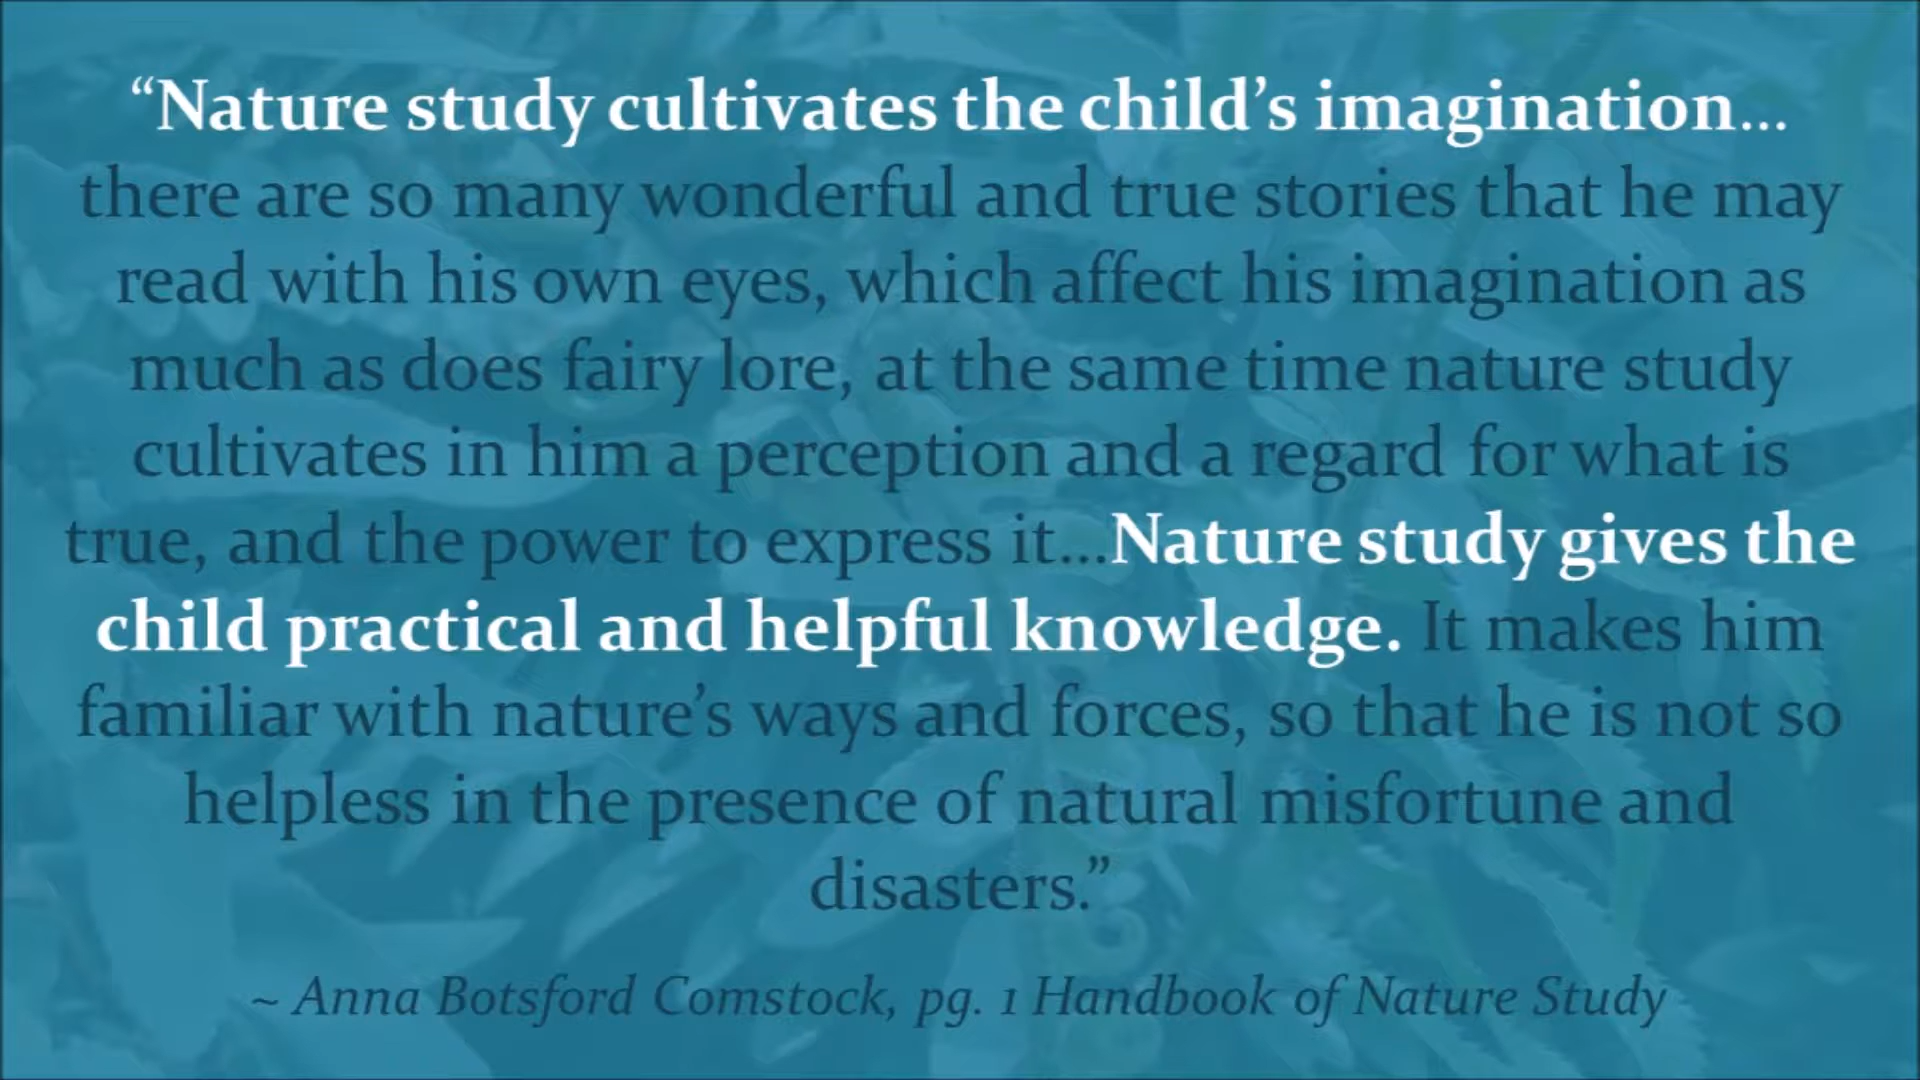 “Nature study cultivates the child’s imagination...
there are so many wonderful and true stories that he may
read with his own eyes, which affect his imagination as
much as does fairy lore, at the same time nature study
cultivates in him a perception and a regard for what is
true, and the power to express it...Nature study gives the
child practical and helpful knowledge. It makes him
familiar with nature’s ways and forces, so that he is not so
helpless in the presence of natural misfortune and
disasters.”
~ Anna Botsford Comstock, pg. 1 Handbook of Nature Study